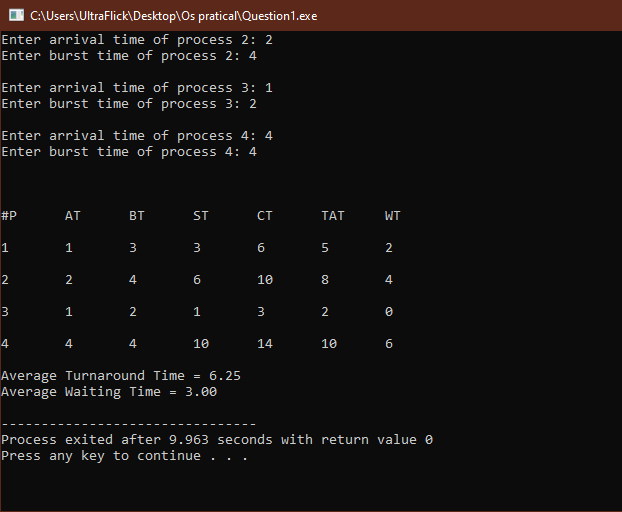 C:\Users\UltraFlick\Desktop\Os pratical\Question1.exe
Enter arrival time of process 2: 2
Enter burst time of process 2: 4
Enter arrival time of process 3: 1
Enter burst time of process 3: 2
Enter arrival time of process 4: 4
Enter burst time of process 4: 4
#P AT BT ST CT TAT WT
1 1 3 3 6 5 2
2 2 4 6 10 8 4
3 1 2 1 3 2 0
4 4 4 10 14 10 6
Average Turnaround Time = 6.25
Average Waiting Time = 3.00
--------------------------------
Process exited after 9.963 seconds with return value 0
Press any key to continue . . .